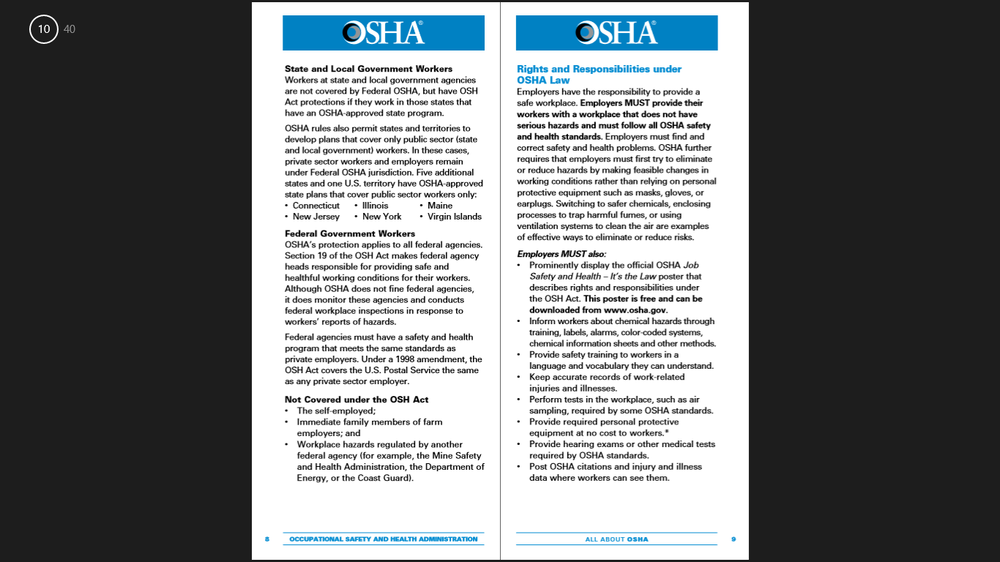 10 40
OSHA®
State and Local Government Workers
Workers at state and local government agencies
are not covered by Federal OSHA, but have OSH
Act protections if they work in those states that
have an OSHA-approved state program.
OSHA rules also permit states and territories to
develop plans that cover only public sector (state
and local government) workers. In these cases,
private sector workers and employers remain
under Federal OSHA jurisdiction. Five additional
states and one U.S. territory have OSHA-approved
state plans that cover public sector workers only:
• Connecticut • Illinois • Maine
• New Jersey • New York • Virgin Islands
Federal Government Workers
OSHA’s protection applies to all federal agencies.
Section 19 of the OSH Act makes federal agency
heads responsible for providing safe and
healthful working conditions for their workers.
Although OSHA does not fine federal agencies,
it does monitor these agencies and conducts
federal workplace inspections in response to
workers’ reports of hazards.
Federal agencies must have a safety and health
program that meets the same standards as
private employers. Under a 1998 amendment, the
OSH Act covers the U.S. Postal Service the same
as any private sector employer.
Not Covered under the OSH Act
• The self-employed;
• Immediate family members of farm
employers; and
• Workplace hazards regulated by another
federal agency (for example, the Mine Safety
and Health Administration, the Department of
Energy, or the Coast Guard).
8 OCCUPATIONAL SAFETY AND HEALTH ADMINISTRATION
OSHA®
Rights and Responsibilities under
OSHA Law
Employers have the responsibility to provide a
safe workplace. Employers MUST provide their
workers with a workplace that does not have
serious hazards and must follow all OSHA safety
and health standards. Employers must find and
correct safety and health problems. OSHA further
requires that employers must first try to eliminate
or reduce hazards by making feasible changes in
working conditions rather than relying on personal
protective equipment such as masks, gloves, or
earplugs. Switching to safer chemicals, enclosing
processes to trap harmful fumes, or using
ventilation systems to clean the air are examples
of effective ways to eliminate or reduce risks.
Employers MUST also:
• Prominently display the official OSHA Job
Safety and Health – It’s the Law poster that
describes rights and responsibilities under
the OSH Act. This poster is free and can be
downloaded from www.osha.gov.
• Inform workers about chemical hazards through
training, labels, alarms, color-coded systems,
chemical information sheets and other methods.
• Provide safety training to workers in a
language and vocabulary they can understand.
• Keep accurate records of work-related
injuries and illnesses.
• Perform tests in the workplace, such as air
sampling, required by some OSHA standards.
• Provide required personal protective
equipment at no cost to workers.*
• Provide hearing exams or other medical tests
required by OSHA standards.
• Post OSHA citations and injury and illness
data where workers can see them.
ALL ABOUT OSHA 9